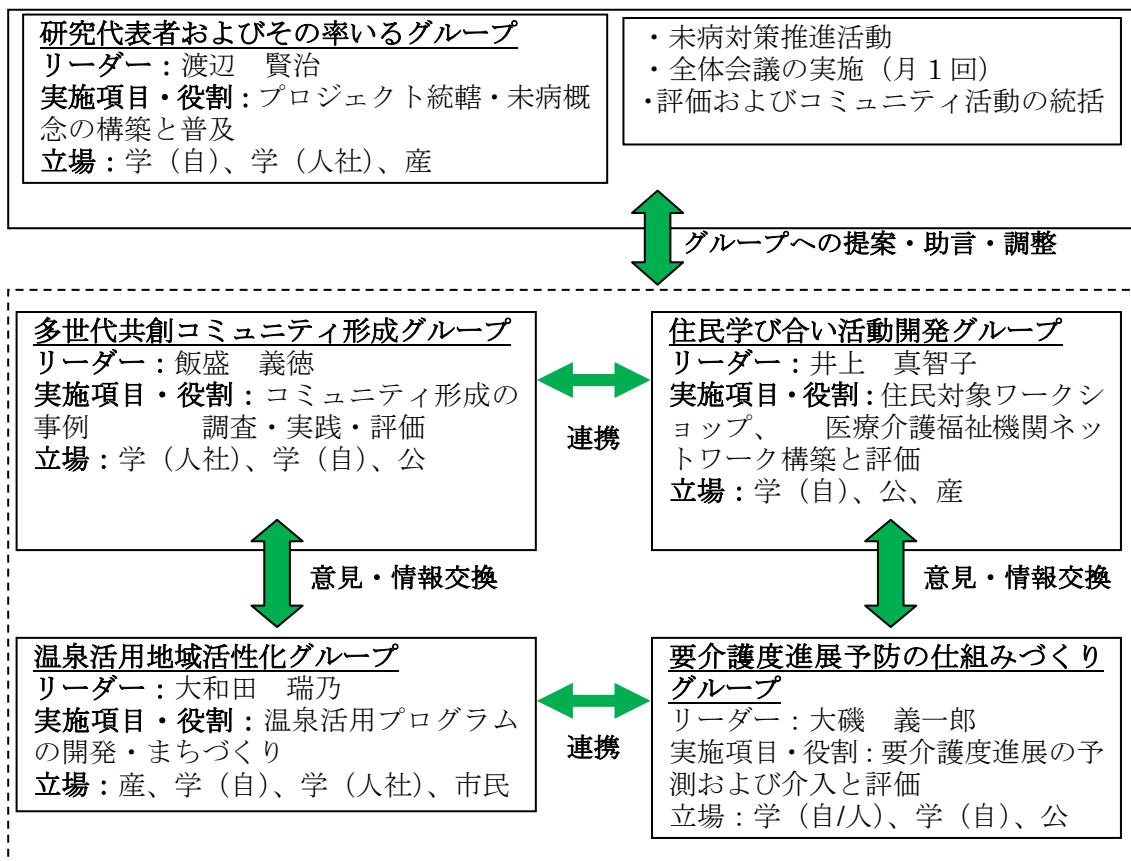 研究代表者およびその率いるグループ
リーダー：渡辺　賢治
実施項目・役割：プロジェクト統轄・未病概
念の構築と普及
立場：学（自）、学（人社）、産
・未病対策推進活動
・全体会議の実施（月１回）
・評価およびコミュニティ活動の統括
グループへの提案・助言・調整
多世代共創コミュニティ形成グループ
リーダー：飯盛　義徳
実施項目・役割：コミュニティ形成の
事例　　　　調査・実践・評価
立場：学（人社）、学（自）、公
連携
住民学び合い活動開発グループ
リーダー：井上　真智子
実施項目・役割：住民対象ワークシ
ョップ、　　医療介護福祉機関ネッ
トワーク構築と評価
立場：学（自）、公、産
意見・情報交換
意見・情報交換
温泉活用地域活性化グループ
リーダー：大和田　瑞乃
実施項目・役割：温泉活用プログラム
の開発・まちづくり
立場：産、学（自）、学（人社）、市民
連携
要介護度進展予防の仕組みづくり
グループ
リーダー：大磯　義一郎
実施項目・役割：要介護度進展の予
測および介入と評価
立場：学（自/人）、学（自）、公